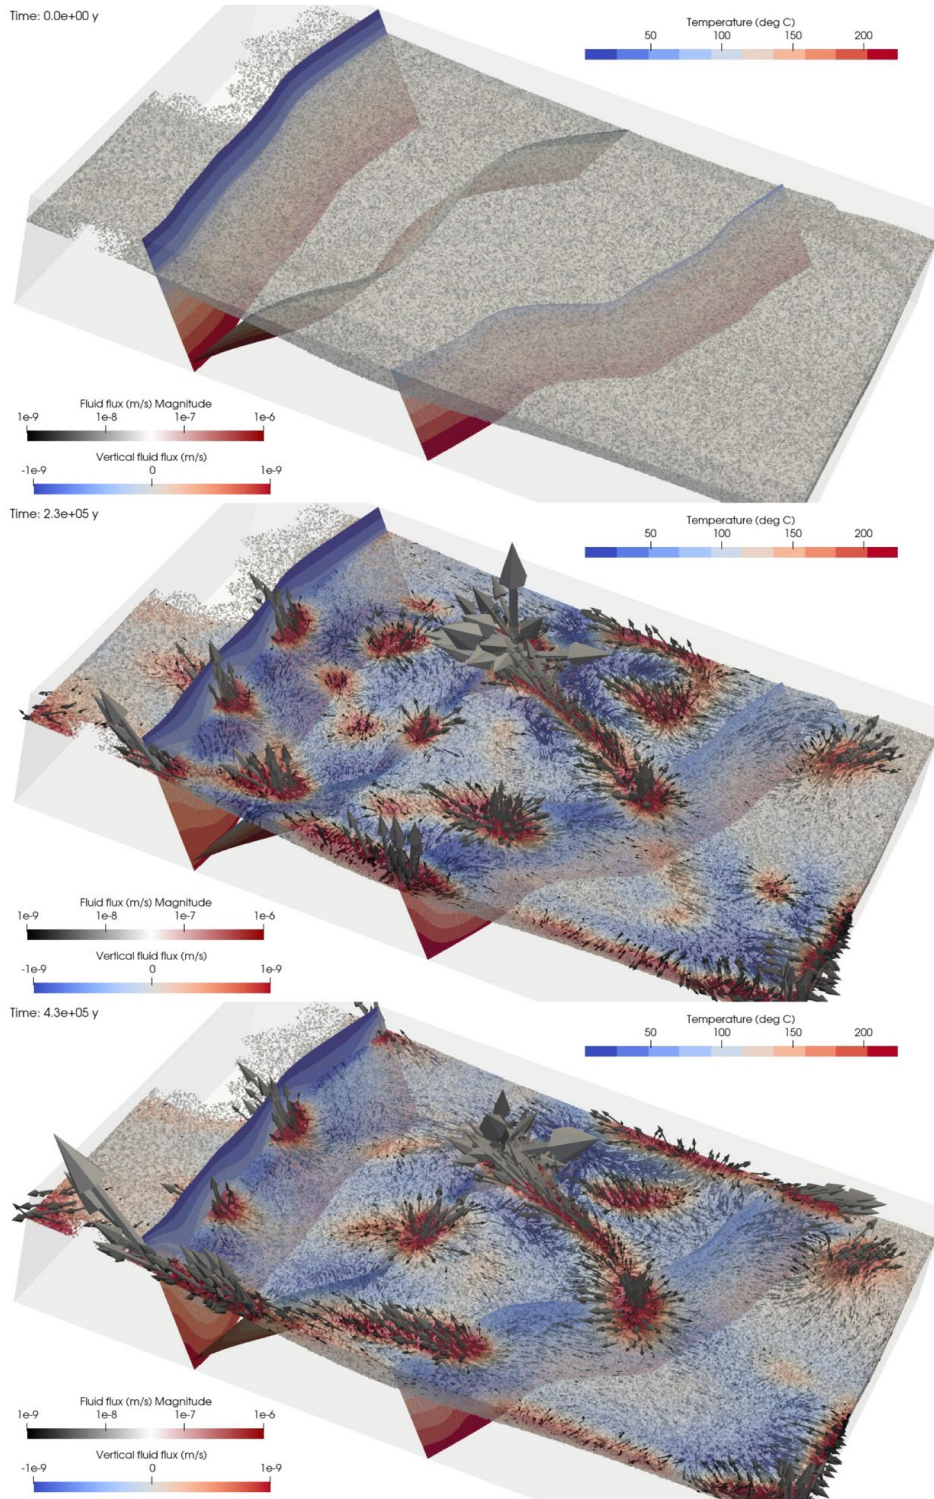 Time: 0.0e+00 y
Temperature (deg C)
50 100 150 200
Fluid flux (m/s) Magnitude
1e-9 1e-8 1e-7 1e-6
Vertical fluid flux (m/s)
-1e-9 0 1e-9
Time: 2.3e+05 y
Temperature (deg C)
50 100 150 200
Fluid flux (m/s) Magnitude
1e-9 1e-8 1e-7 1e-6
Vertical fluid flux (m/s)
-1e-9 0 1e-9
Time: 4.3e+05 y
Temperature (deg C)
50 100 150 200
Fluid flux (m/s) Magnitude
1e-9 1e-8 1e-7 1e-6
Vertical fluid flux (m/s)
-1e-9 0 1e-9